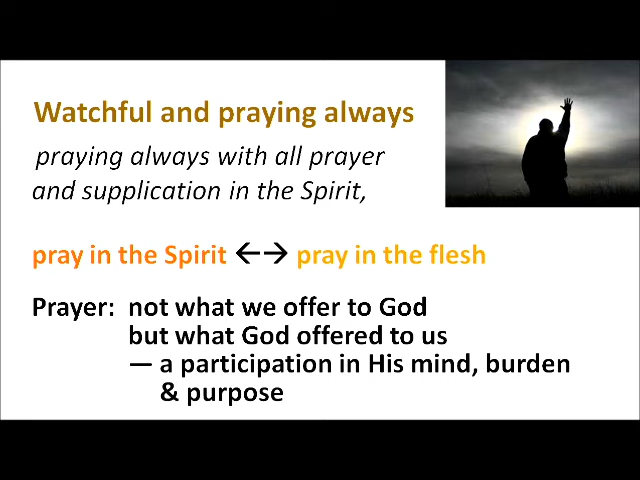 Watchful and praying always
praying always with all prayer
and supplication in the Spirit,
pray in the Spirit ←→ pray in the flesh
Prayer: not what we offer to God
but what God offered to us
— a participation in His mind, burden
& purpose